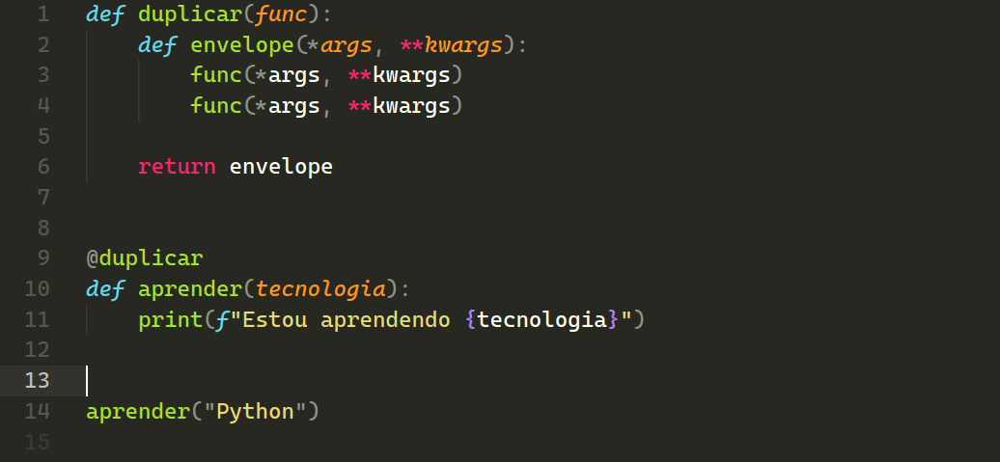 1 def duplicar(func):
2     def envelope(*args, **kwargs):
3         func(*args, **kwargs)
4         func(*args, **kwargs)
5
6     return envelope
7
8
9 @duplicar
10 def aprender(tecnologia):
11     print(f"Estou aprendendo {tecnologia}")
12
13
14 aprender("Python")
15